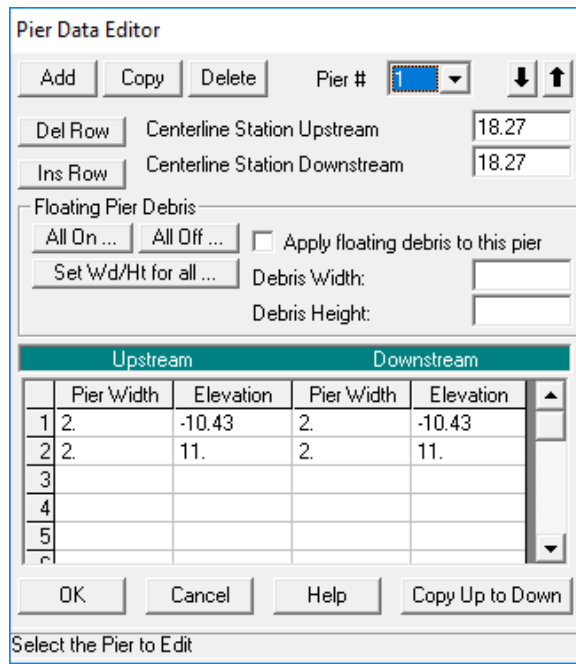 Pier Data Editor
Add Copy Delete Pier # 1
Del Row Centerline Station Upstream 18.27
Ins Row Centerline Station Downstream 18.27
Floating Pier Debris
All On ... All Off ... Apply floating debris to this pier
Set Wd/Ht for all ... Debris Width:
Debris Height:
Upstream Downstream
Pier Width Elevation Pier Width Elevation
1 2. -10.43 2. -10.43
2 2. 11. 2. 11.
3
4
5
OK Cancel Help Copy Up to Down
Select the Pier to Edit